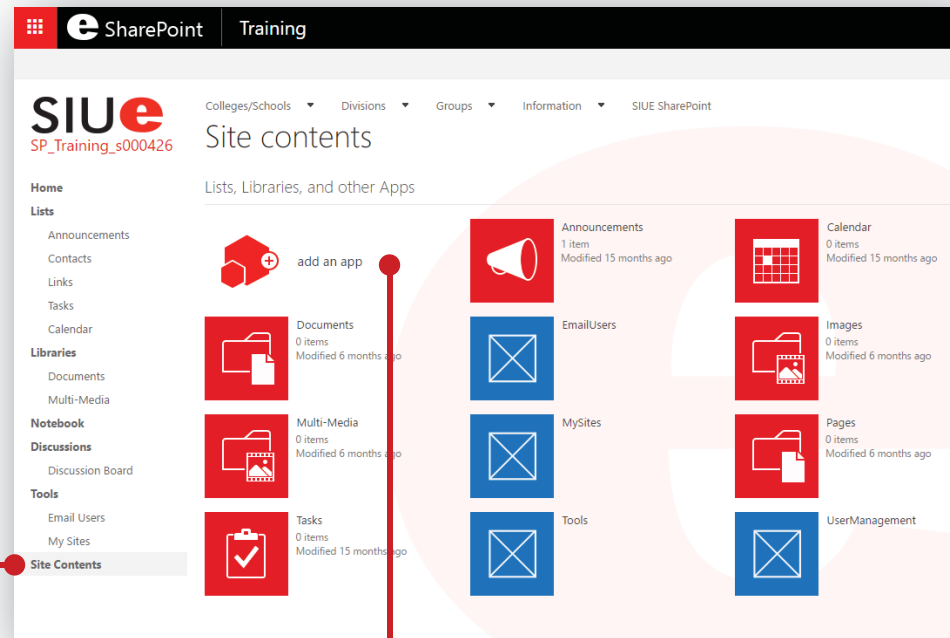 SharePoint
Training
SIUe
SP_Training_s000426
Colleges/Schools
Divisions
Groups
Information
SIUE SharePoint
Site contents
Home
Lists
Announcements
Contacts
Links
Tasks
Calendar
Libraries
Documents
Multi-Media
Notebook
Discussions
Discussion Board
Tools
Email Users
My Sites
Site Contents
Lists, Libraries, and other Apps
add an app
Announcements
1 item
Modified 15 months ago
Calendar
0 items
Modified 15 months ago
Documents
0 items
Modified 6 months ago
EmailUsers
Images
0 items
Modified 6 months ago
Multi-Media
0 items
Modified 6 months ago
MySites
Pages
0 items
Modified 6 months ago
Tasks
0 items
Modified 15 months ago
Tools
UserManagement